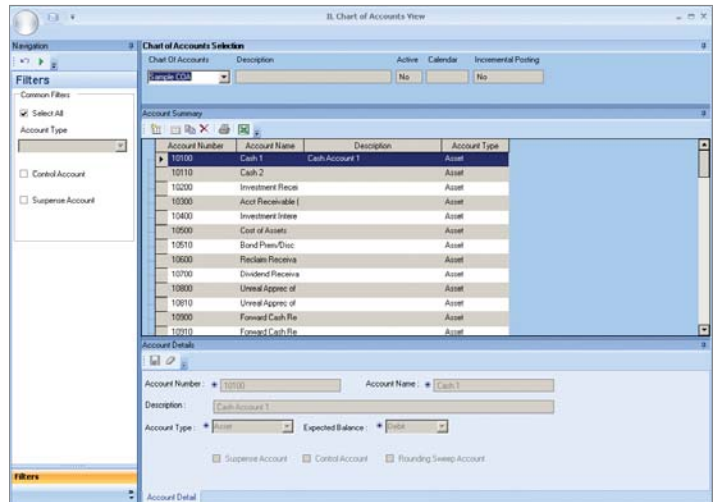 IL Chart of Accounts View
Navigation
Filters
Common Filters
Select All
Account Type
Control Account
Suspense Account
Filters
Chart of Accounts Selection
Chart Of Accounts Description Active Calendar Incremental Posting
Sample COA No No
Account Summary
Account Number Account Name Description Account Type
10100 Cash 1 Cash Account 1 Asset
10110 Cash 2 Asset
10200 Investment Recei Asset
10300 Acct Receivable ( Asset
10400 Investment Intere Asset
10500 Cost of Assets Asset
10510 Bond Prem/Disc Asset
10600 Reclaim Receiva Asset
10700 Dividend Receiva Asset
10800 Unreal Apprec of Asset
10810 Unreal Apprec of Asset
10900 Forward Cash Re Asset
10910 Forward Cash Re Asset
Account Details
Account Number : 10100 Account Name : Cash 1
Description : Cash Account 1
Account Type : Asset Expected Balance : Debit
Suspense Account Control Account Rounding Sweep Account
Account Detail